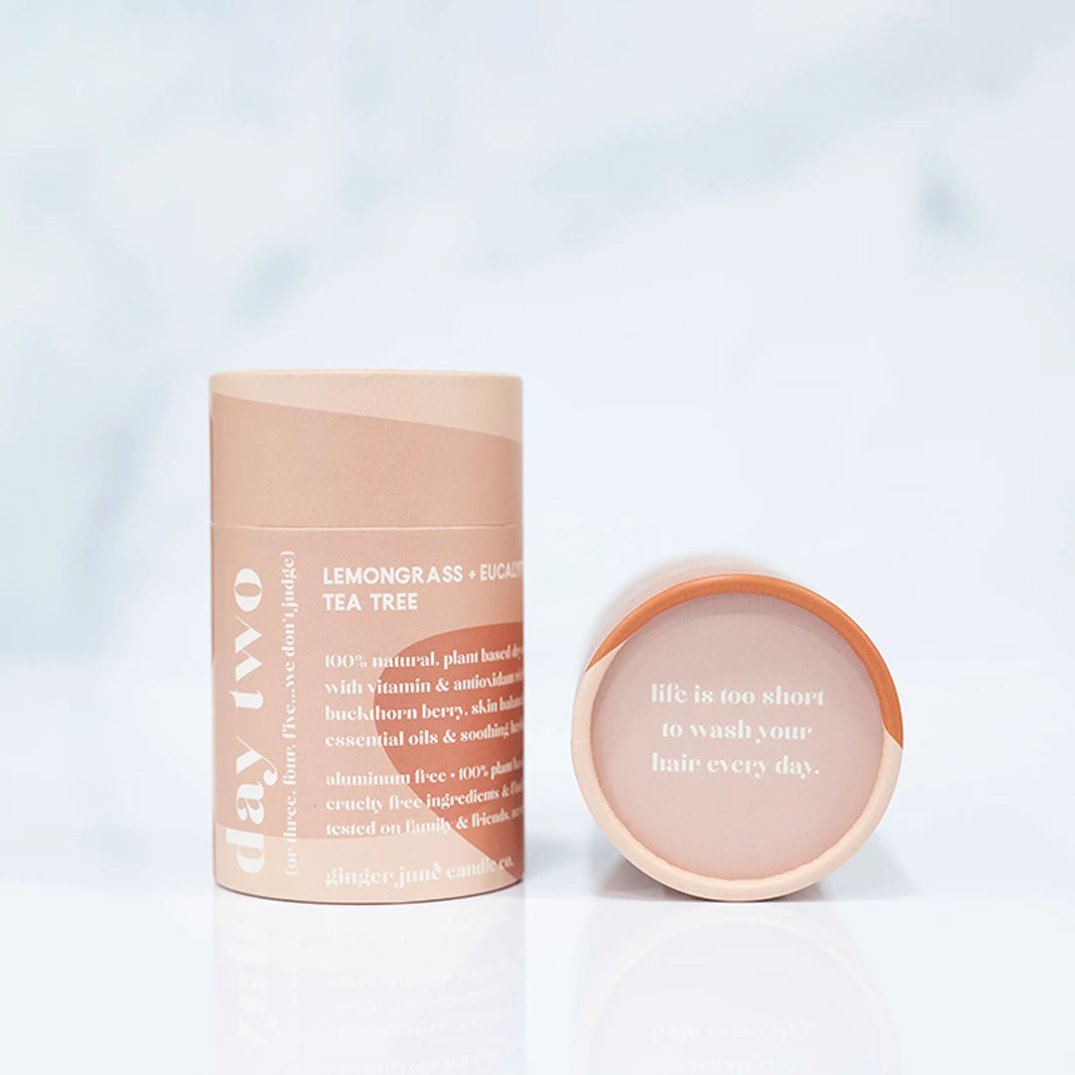 day two
(or three, four, five...we don't judge)
LEMONGRASS + EUCALY
TEA TREE
100% natural, plant based
with vitamin & antioxidant
buckthorn berry, skin
essential oils & soothing
aluminum free • 100% plant
cruelty free ingredients &
tested on family & friends,
ginger june candle co.
life is too short
to wash your
hair every day.